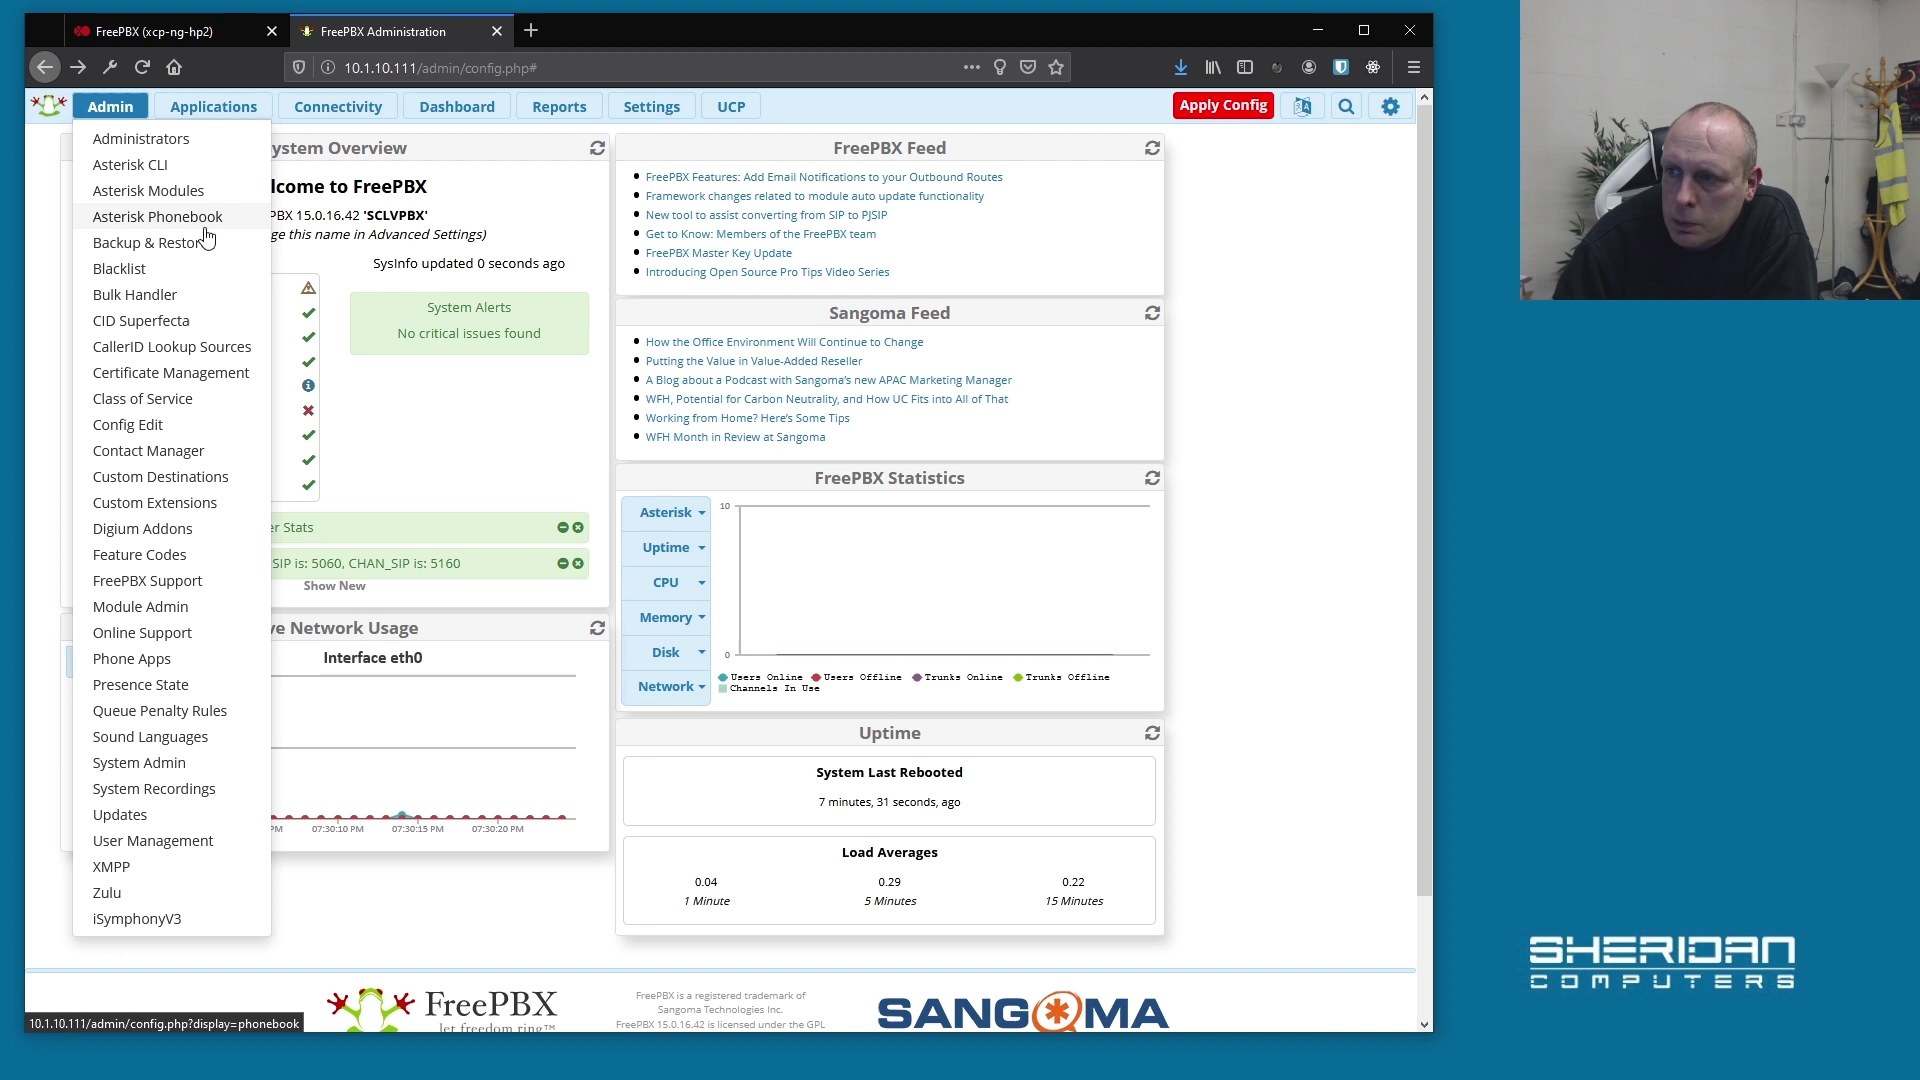 FreePBX (xcp-ng-hp2)
FreePBX Administration
10.1.10.111/admin/config.php#
Admin
Applications
Connectivity
Dashboard
Reports
Settings
UCP
Apply Config
Administrators
Asterisk CLI
Asterisk Modules
Asterisk Phonebook
Backup & Restor
Blacklist
Bulk Handler
CID Superfecta
CallerID Lookup Sources
Certificate Management
Class of Service
Config Edit
Contact Manager
Custom Destinations
Custom Extensions
Digium Addons
Feature Codes
FreePBX Support
Module Admin
Online Support
Phone Apps
Presence State
Queue Penalty Rules
Sound Languages
System Admin
System Recordings
Updates
User Management
XMPP
Zulu
iSymphonyV3
ystem Overview
lcome to FreePBX
PBX 15.0.16.42 'SCLVPBX'
ge this name in Advanced Settings)
SysInfo updated 0 seconds ago
System Alerts
No critical issues found
er Stats
SIP is: 5060, CHAN_SIP is: 5160
Show New
ve Network Usage
Interface eth0
PM
07:30:10 PM
07:30:15 PM
07:30:20 PM
FreePBX Feed
FreePBX Features: Add Email Notifications to your Outbound Routes
Framework changes related to module auto update functionality
New tool to assist converting from SIP to PJSIP
Get to Know: Members of the FreePBX team
FreePBX Master Key Update
Introducing Open Source Pro Tips Video Series
Sangoma Feed
How the Office Environment Will Continue to Change
Putting the Value in Value-Added Reseller
A Blog about a Podcast with Sangoma's new APAC Marketing Manager
WFH, Potential for Carbon Neutrality, and How UC Fits into All of That
Working from Home? Here's Some Tips
WFH Month in Review at Sangoma
FreePBX Statistics
Asterisk
Uptime
CPU
Memory
Disk
Network
10
0
Users Online
Users Offline
Trunks Online
Trunks Offline
Channels In Use
Uptime
System Last Rebooted
7 minutes, 31 seconds, ago
Load Averages
0.04
0.29
0.22
1 Minute
5 Minutes
15 Minutes
FreePBX
let freedom ring™
FreePBX is a registered trademark of
Sangoma Technologies Inc.
FreePBX 15.0.16.42 is licensed under the GPL
SANGOMA
10.1.10.111/admin/config.php?display=phonebook
SHERIDAN
COMPUTERS